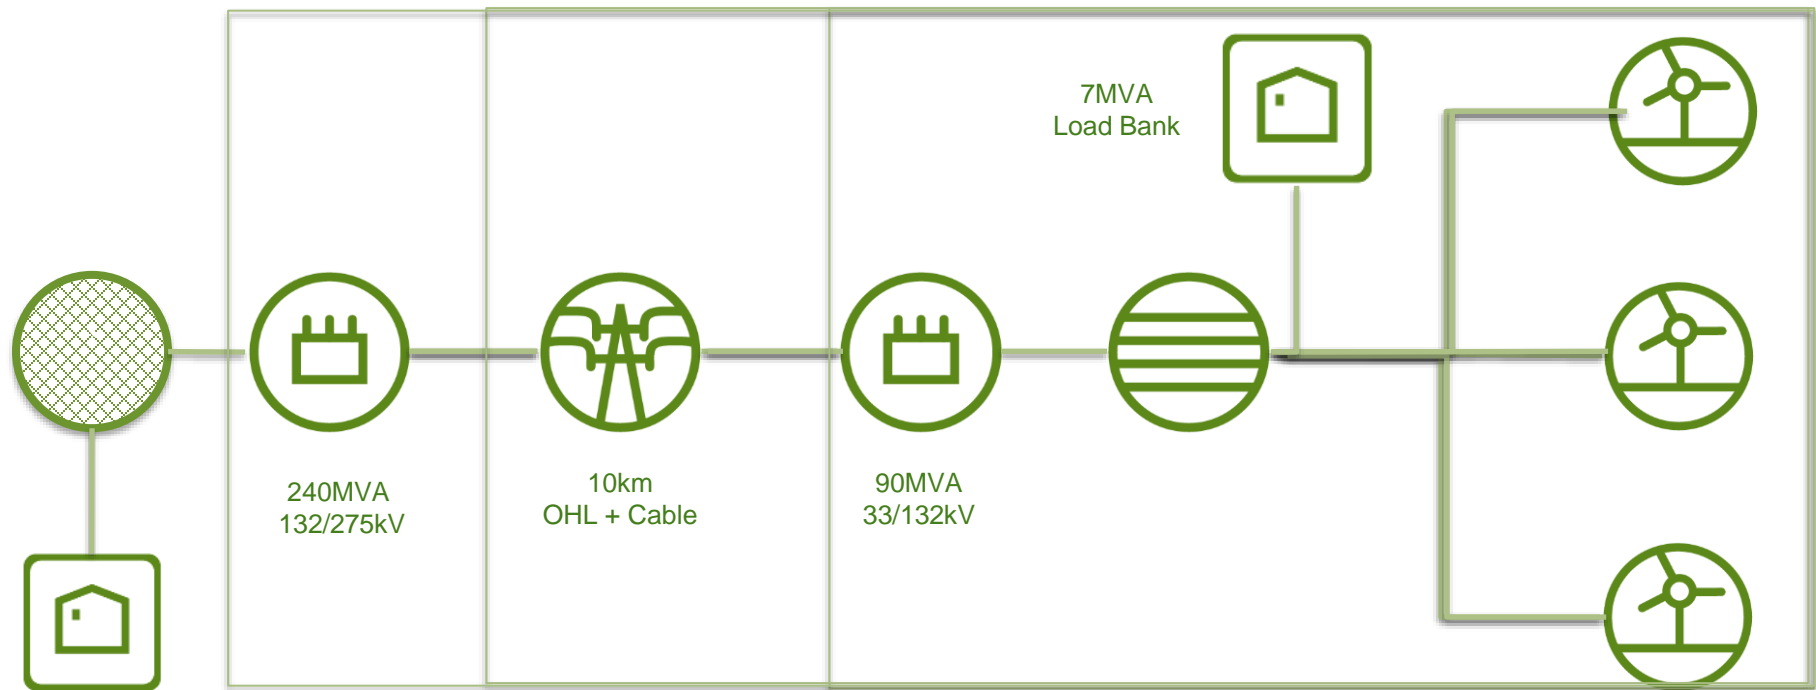 7MVA
Load Bank
240MVA
132/275kV
10km
OHL + Cable
90MVA
33/132kV